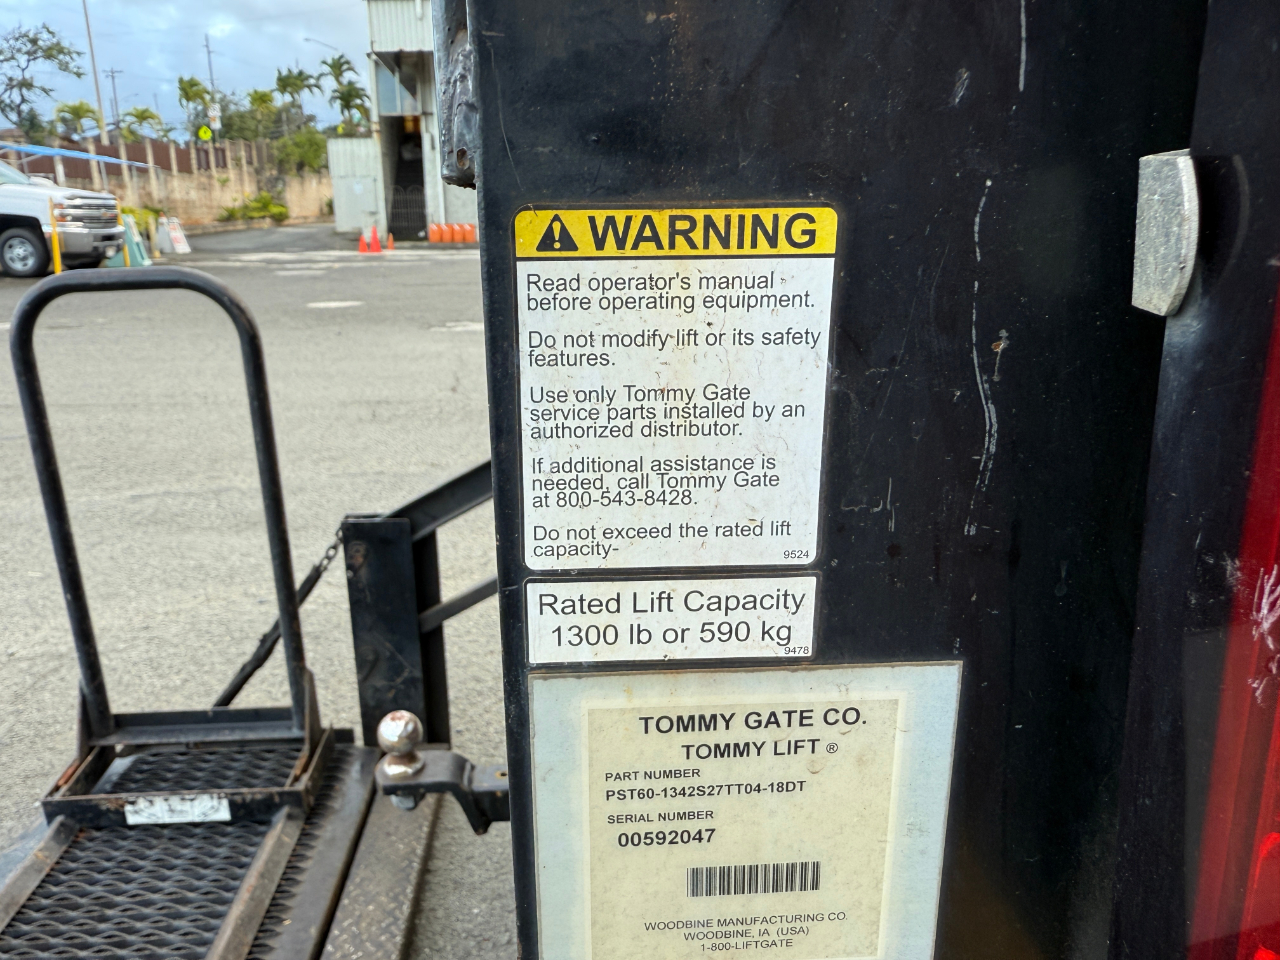 WARNING
Read operator's manual
before operating equipment.
Do not modify lift or its safety
features.
Use only Tommy Gate
service parts installed by an
authorized distributor.
If additional assistance is
needed, call Tommy Gate
at 800-543-8428.
Do not exceed the rated lift
capacity-
9524
Rated Lift Capacity
1300 lb or 590 kg
9478
TOMMY GATE CO.
TOMMY LIFT ®
PART NUMBER
PST60-1342S27TT04-18DT
SERIAL NUMBER
00592047
WOODBINE MANUFACTURING CO.
WOODBINE, IA (USA)
1-800-LIFTGATE